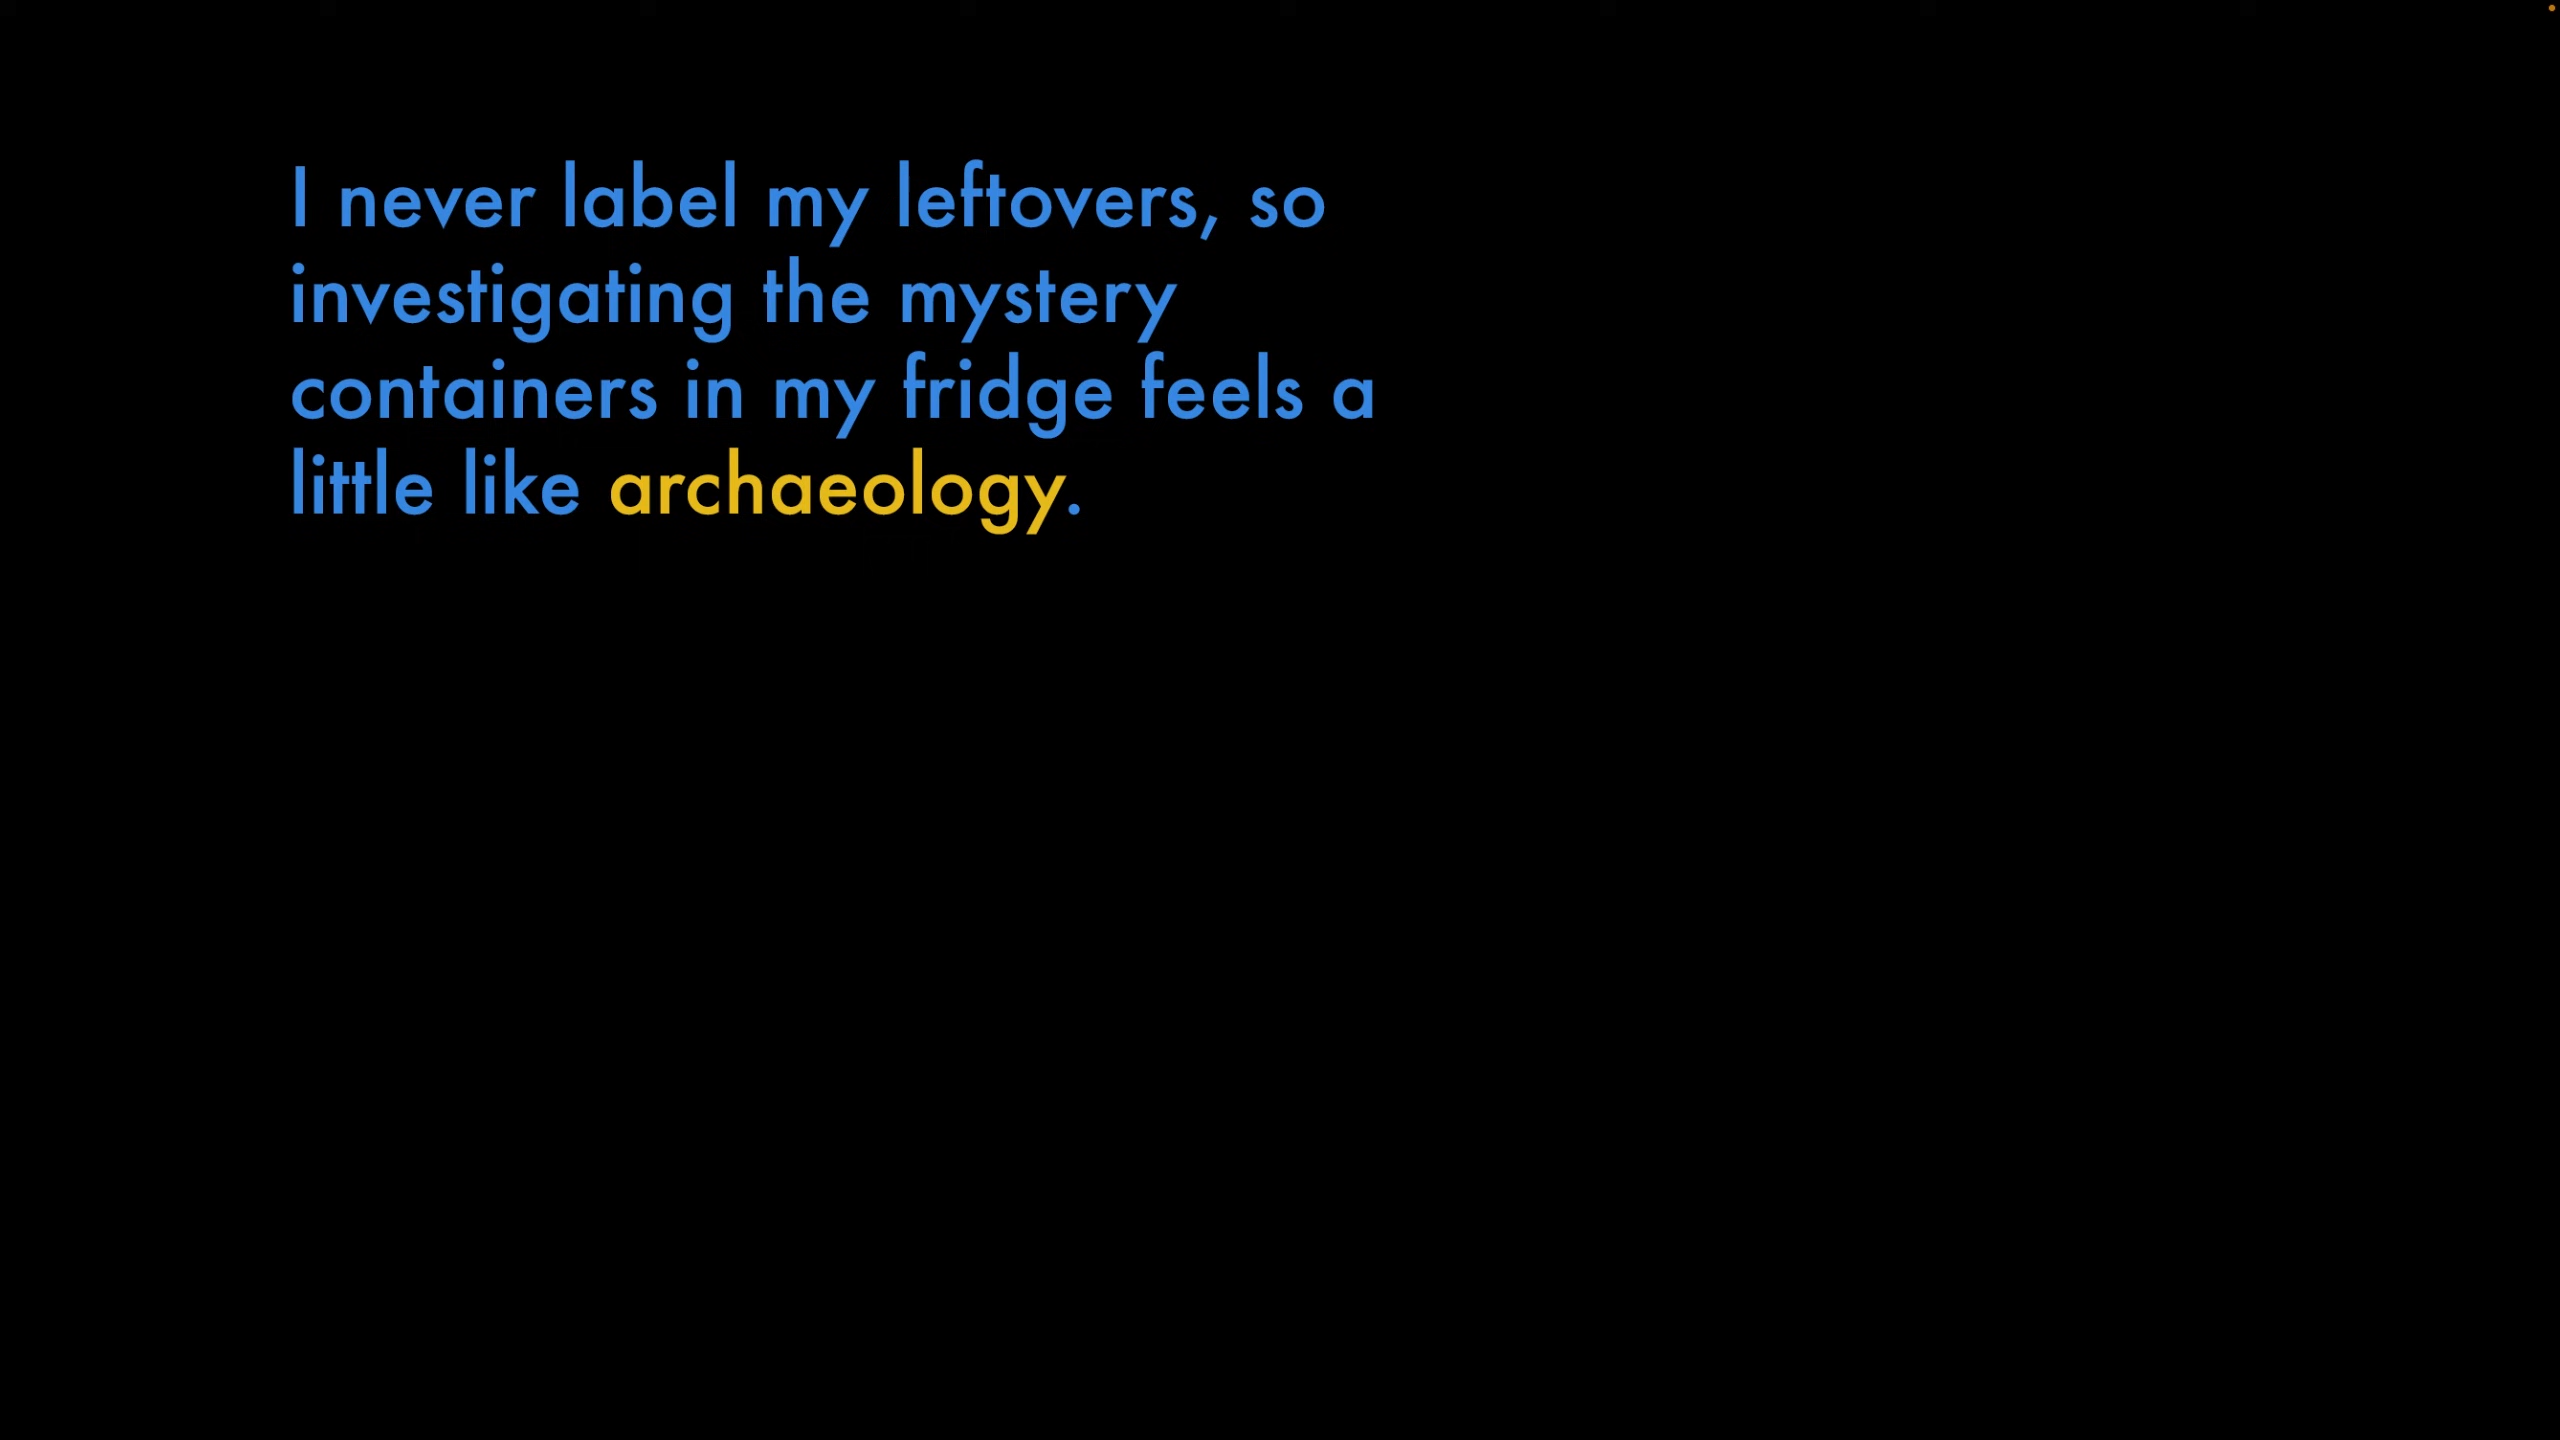 I never label my leftovers, so
investigating the mystery
containers in my fridge feels a
little like archaeology.